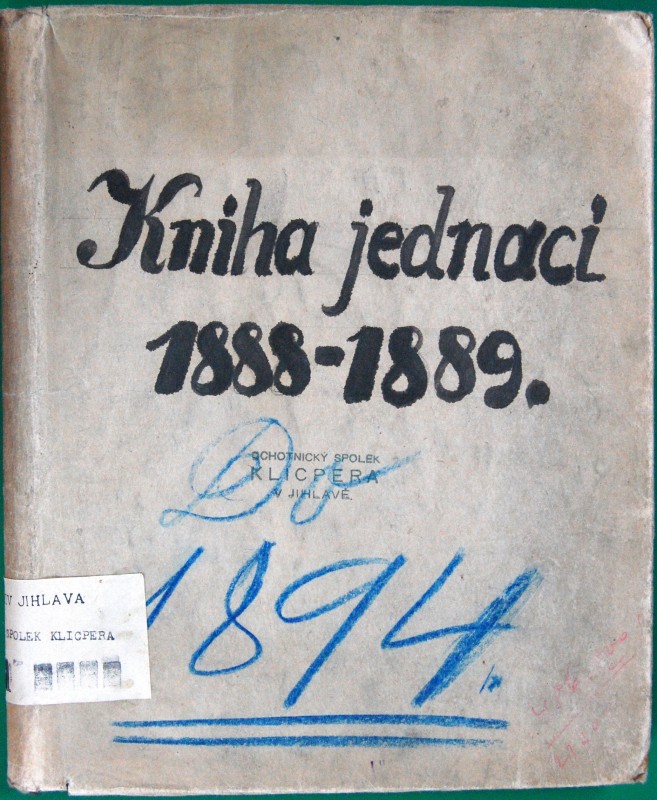 Kniha jednací
1888-1889.
Do
OCHOTNICKÝ SPOLEK
KLICPERA
V JIHLAVĚ.
1894.
V JIHLAVA
SPOLEK KLICPERA